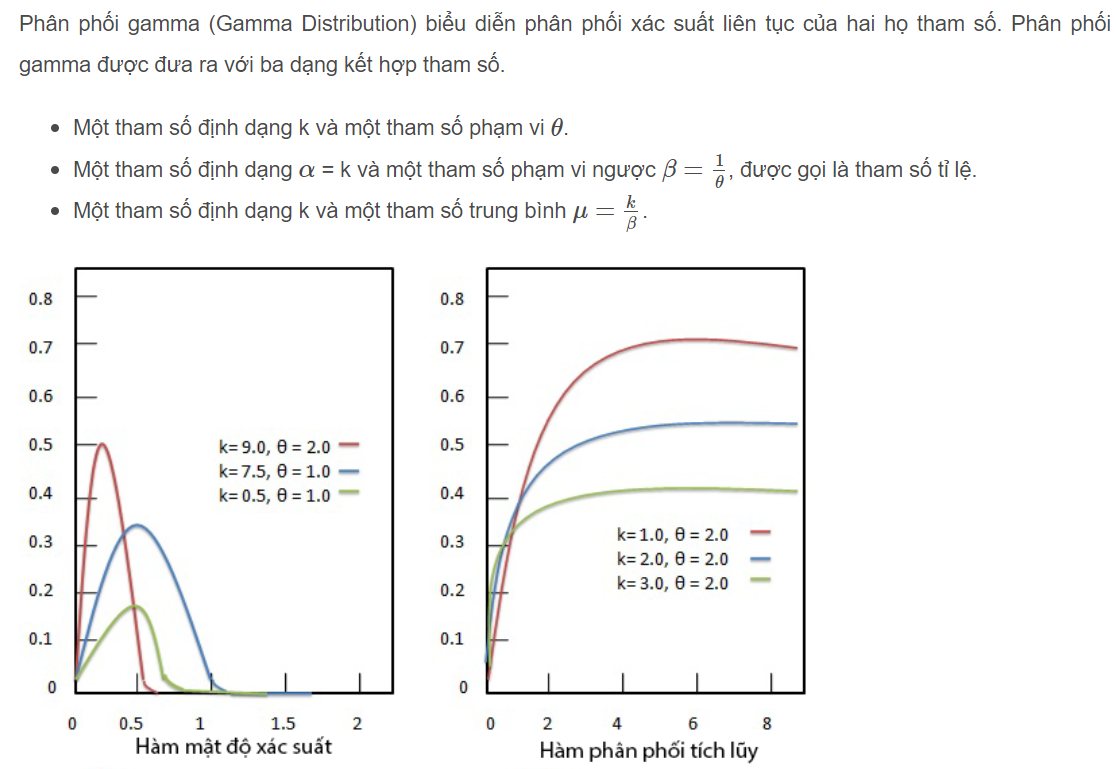 Phân phối gamma (Gamma Distribution) biểu diễn phân phối xác suất liên tục của hai họ tham số. Phân phối
gamma được đưa ra với ba dạng kết hợp tham số.
• Một tham số định dạng k và một tham số phạm vi θ.
• Một tham số định dạng α = k và một tham số phạm vi ngược β = 1/θ, được gọi là tham số tỉ lệ.
• Một tham số định dạng k và một tham số trung bình μ = k/β.
0.8
0.7
0.6
0.5
0.4
0.3
0.2
0.1
0
k= 9.0, θ = 2.0
k= 7.5, θ = 1.0
k= 0.5, θ = 1.0
0 0.5 1 1.5 2
Hàm mật độ xác suất
0.8
0.7
0.6
0.5
0.4
0.3
0.2
0.1
0
k= 1.0, θ = 2.0
k= 2.0, θ = 2.0
k= 3.0, θ = 2.0
0 2 4 6 8
Hàm phân phối tích lũy